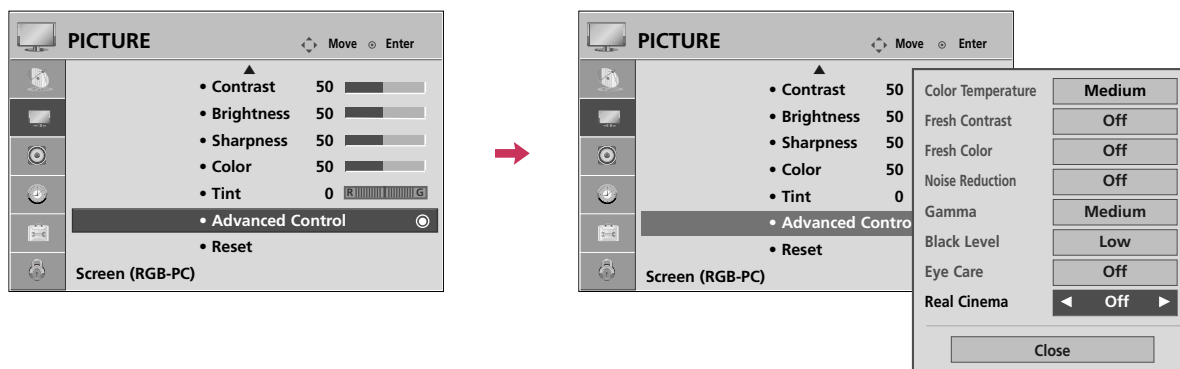 PICTURE
Move Enter
• Contrast 50
• Brightness 50
• Sharpness 50
• Color 50
• Tint 0 R G
• Advanced Control
• Reset
Screen (RGB-PC)
PICTURE
Move Enter
• Contrast 50
• Brightness 50
• Sharpness 50
• Color 50
• Tint 0
• Advanced Contro
• Reset
Screen (RGB-PC)
Color Temperature Medium
Fresh Contrast Off
Fresh Color Off
Noise Reduction Off
Gamma Medium
Black Level Low
Eye Care Off
Real Cinema ◀ Off ▶
Close